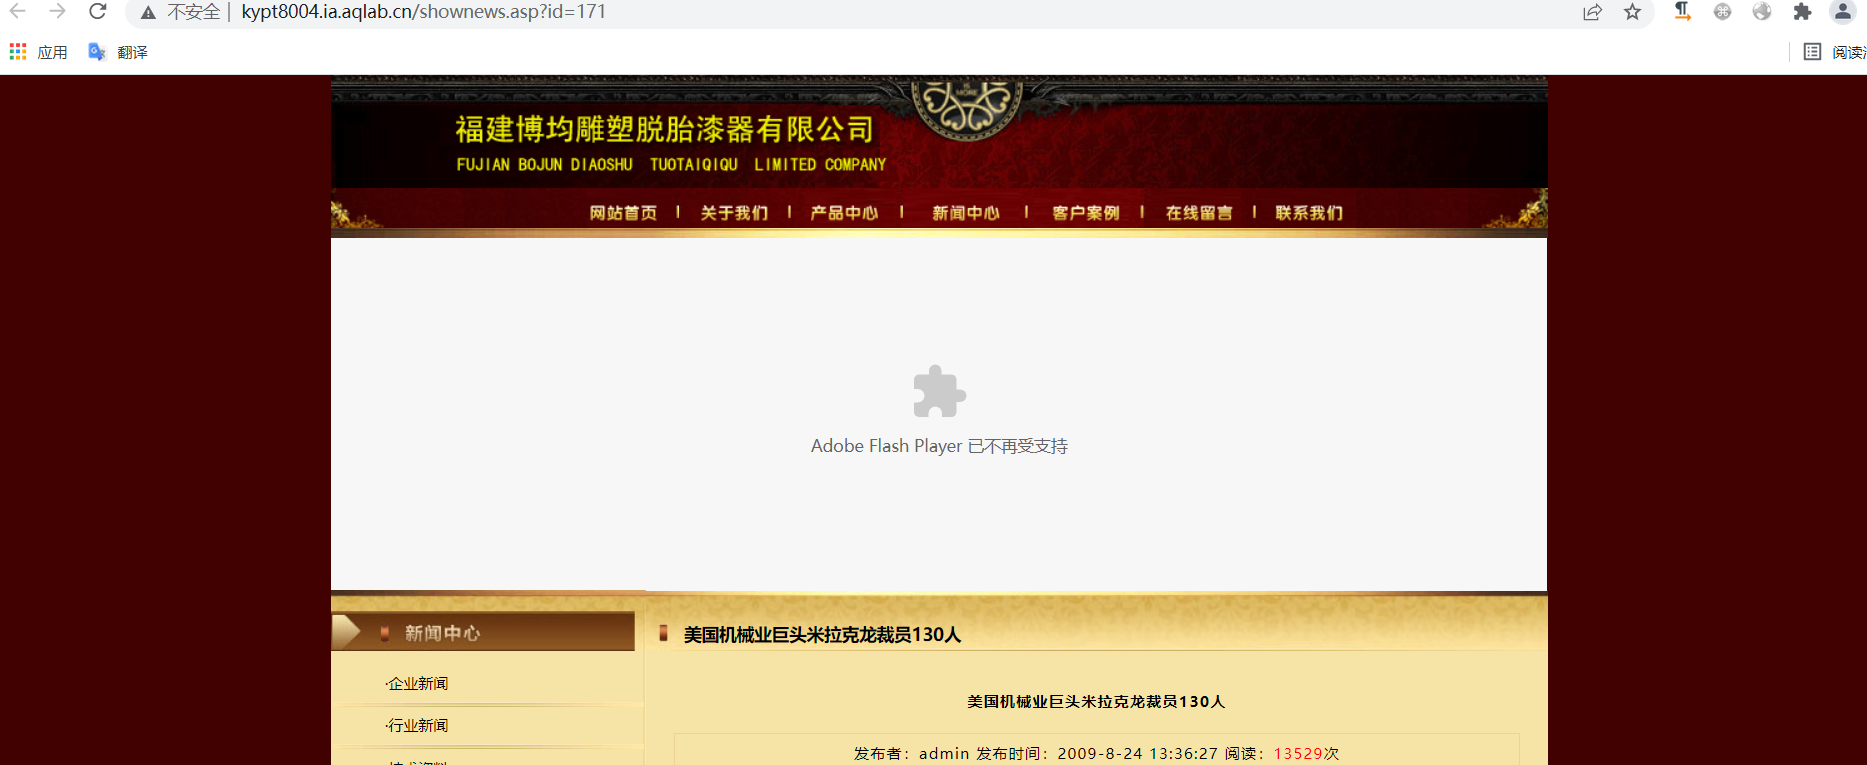 不安全 | kypt8004.ia.aqlab.cn/shownews.asp?id=171
应用 翻译
IS
MORE
福建博均雕塑脱胎漆器有限公司
FUJIAN BOJUN DIAOSHU TUOTAIQIQU LIMITED COMPANY
网站首页 | 关于我们 | 产品中心 | 新闻中心 | 客户案例 | 在线留言 | 联系我们
Adobe Flash Player 已不再受支持
新闻中心
·企业新闻
·行业新闻
美国机械业巨头米拉克龙裁员130人
美国机械业巨头米拉克龙裁员130人
发布者：admin 发布时间：2009-8-24 13:36:27 阅读：13529次